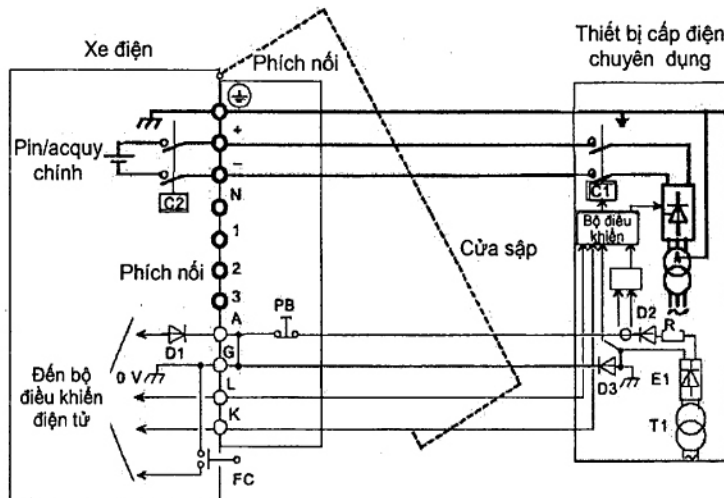 Xe điện
Phích nối
Thiết bị cấp điện
chuyên dụng
Pin/acquy
chính
+
–
N
1
2
3
C2
C1
Bộ điều
khiển
Cửa sập
Phích nối
A
PB
D2
R
D1
G
D3
E1
0 V
L
Đến bộ
điều khiển
điện tử
K
T1
FC